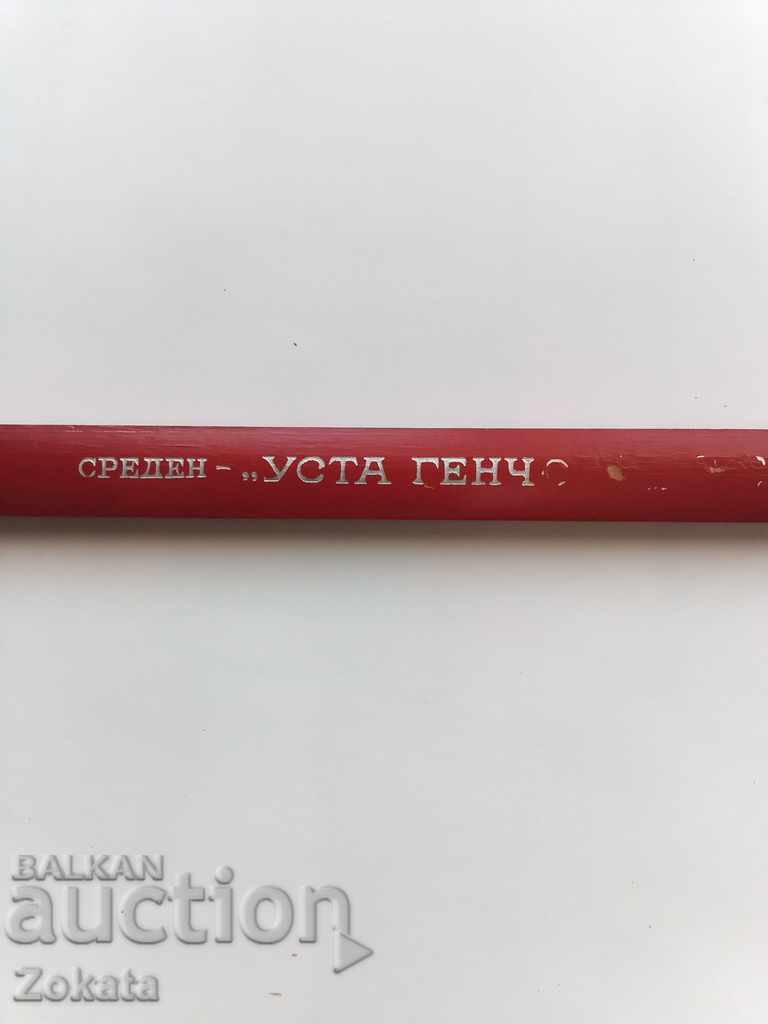 СРЕДЕН - „УСТА ГЕНЧО
BALKAN
auction
Zokata